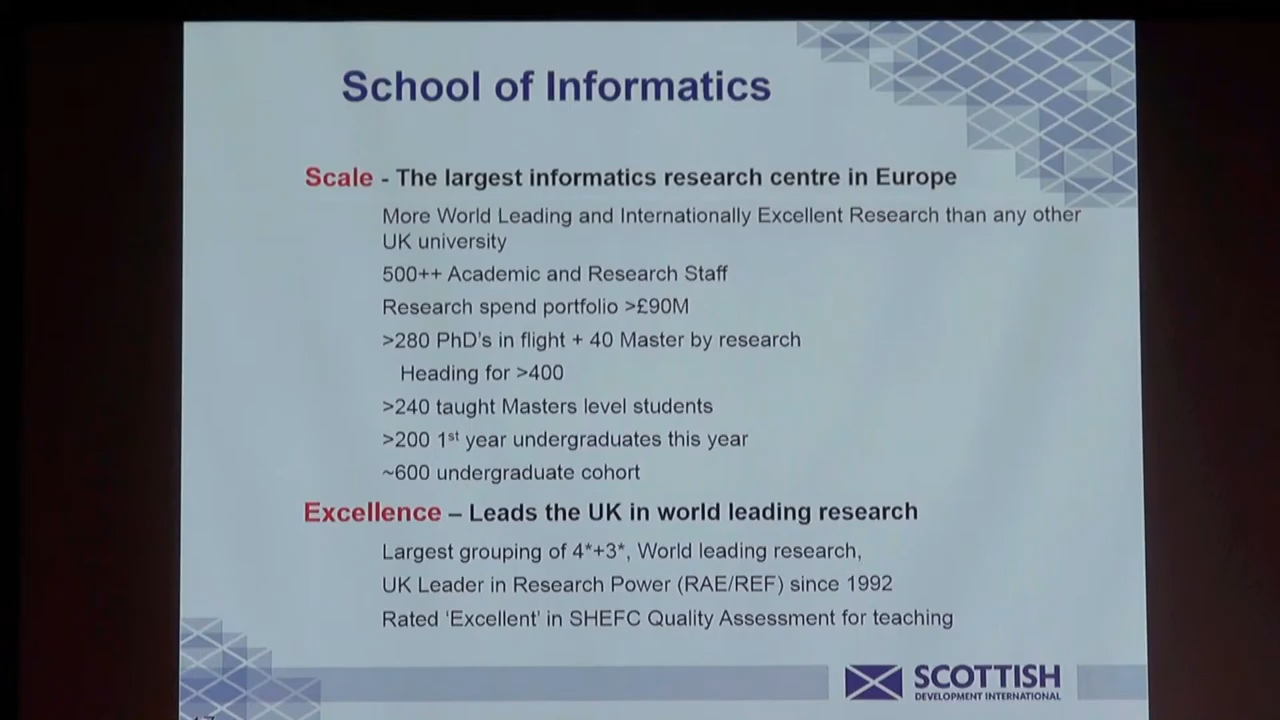 School of Informatics
Scale - The largest informatics research centre in Europe
More World Leading and Internationally Excellent Research than any other
UK university
500++ Academic and Research Staff
Research spend portfolio >£90M
>280 PhD's in flight + 40 Master by research
Heading for >400
>240 taught Masters level students
>200 1st year undergraduates this year
~600 undergraduate cohort
Excellence – Leads the UK in world leading research
Largest grouping of 4*+3*, World leading research,
UK Leader in Research Power (RAE/REF) since 1992
Rated ‘Excellent’ in SHEFC Quality Assessment for teaching
SCOTTISH
DEVELOPMENT INTERNATIONAL